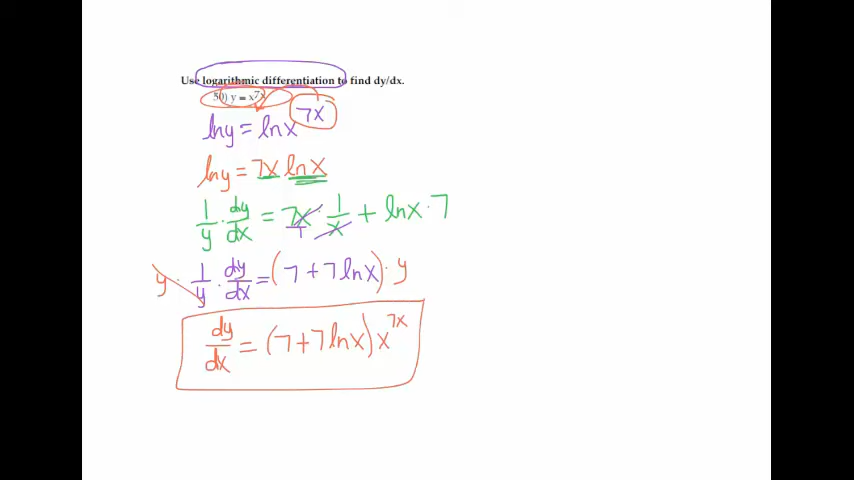 Use logarithmic differentiation to find dy/dx.
50) y = x^7x
ln y = ln x^7x
ln y = 7x ln x
1/y · dy/dx = 7x · 1/x + ln x · 7
1
y · 1/y · dy/dx = (7 + 7 ln x) · y
dy/dx = (7 + 7 ln x) x^7x